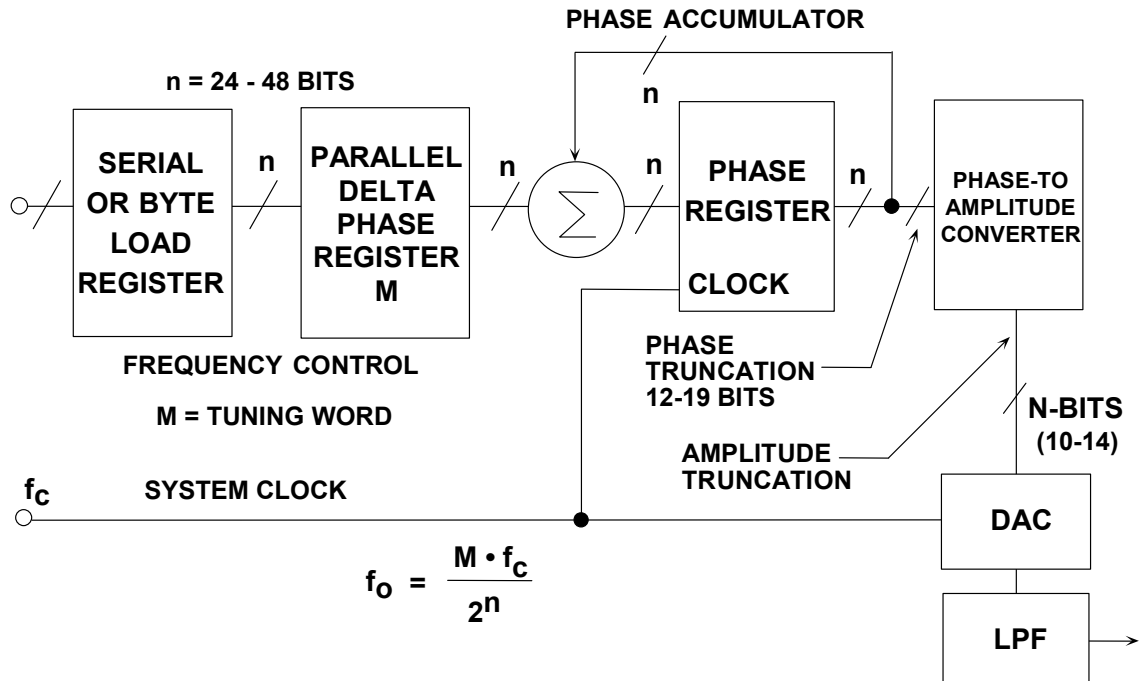 PHASE ACCUMULATOR
n = 24 - 48 BITS
n
SERIAL
OR BYTE
LOAD
REGISTER
n
PARALLEL
DELTA
PHASE
REGISTER
M
n
Σ
n
PHASE
REGISTER
CLOCK
n
PHASE-TO
AMPLITUDE
CONVERTER
FREQUENCY CONTROL
M = TUNING WORD
PHASE
TRUNCATION
12-19 BITS
N-BITS
(10-14)
AMPLITUDE
TRUNCATION
fc
SYSTEM CLOCK
DAC
fo = M • fc
2n
LPF